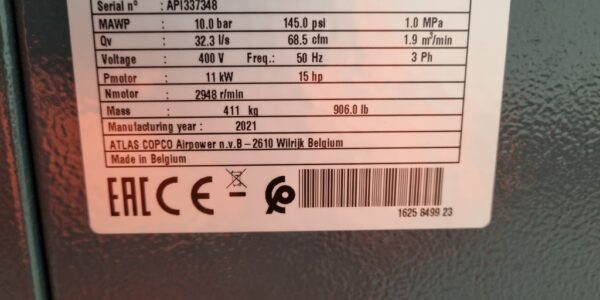 Serial n° : API337348
MAWP : 10.0 bar 145.0 psi 1.0 MPa
Qv : 32.3 l/s 68.5 cfm 1.9 m³/min
Voltage : 400 V Freq.: 50 Hz 3 Ph
Pmotor : 11 kW 15 hp
Nmotor : 2948 r/min
Mass : 411 kg 906.0 lb
Manufacturing year : 2021
ATLAS COPCO Airpower n.v.B – 2610 Wilrijk Belgium
Made in Belgium
EAC CE
1625 8499 23